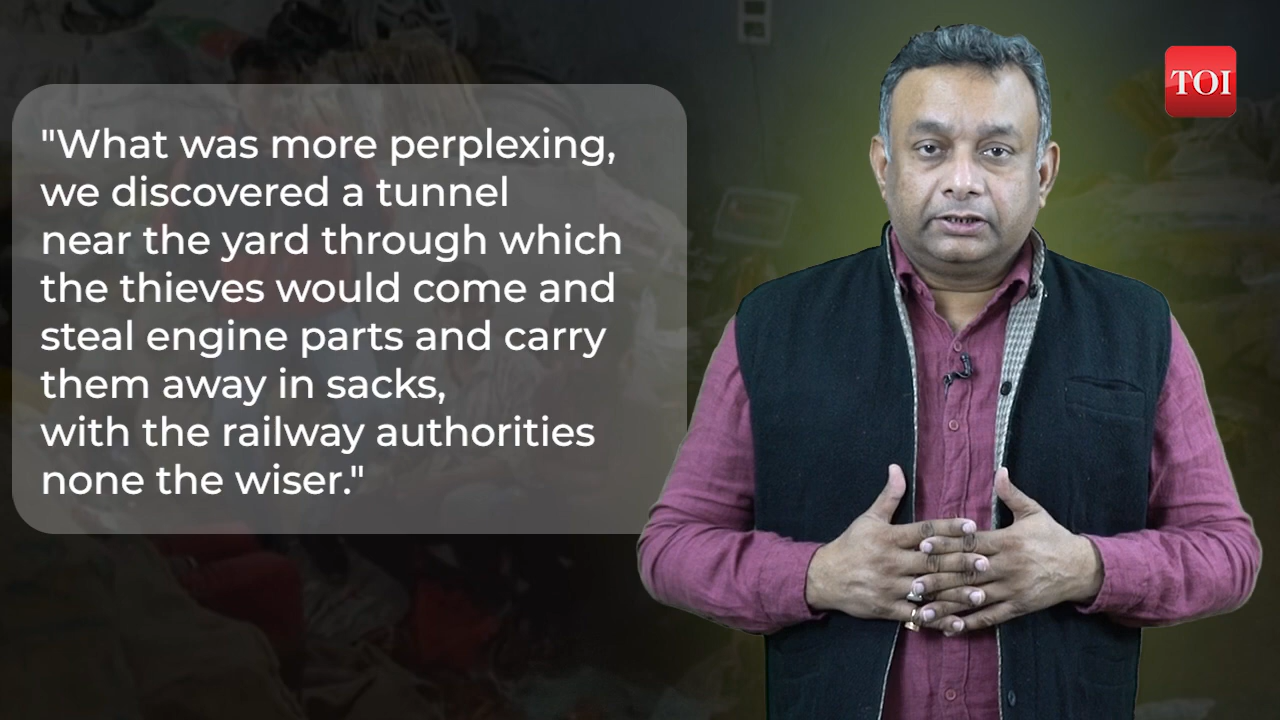 "What was more perplexing,
we discovered a tunnel
near the yard through which
the thieves would come and
steal engine parts and carry
them away in sacks,
with the railway authorities
none the wiser."
TOI